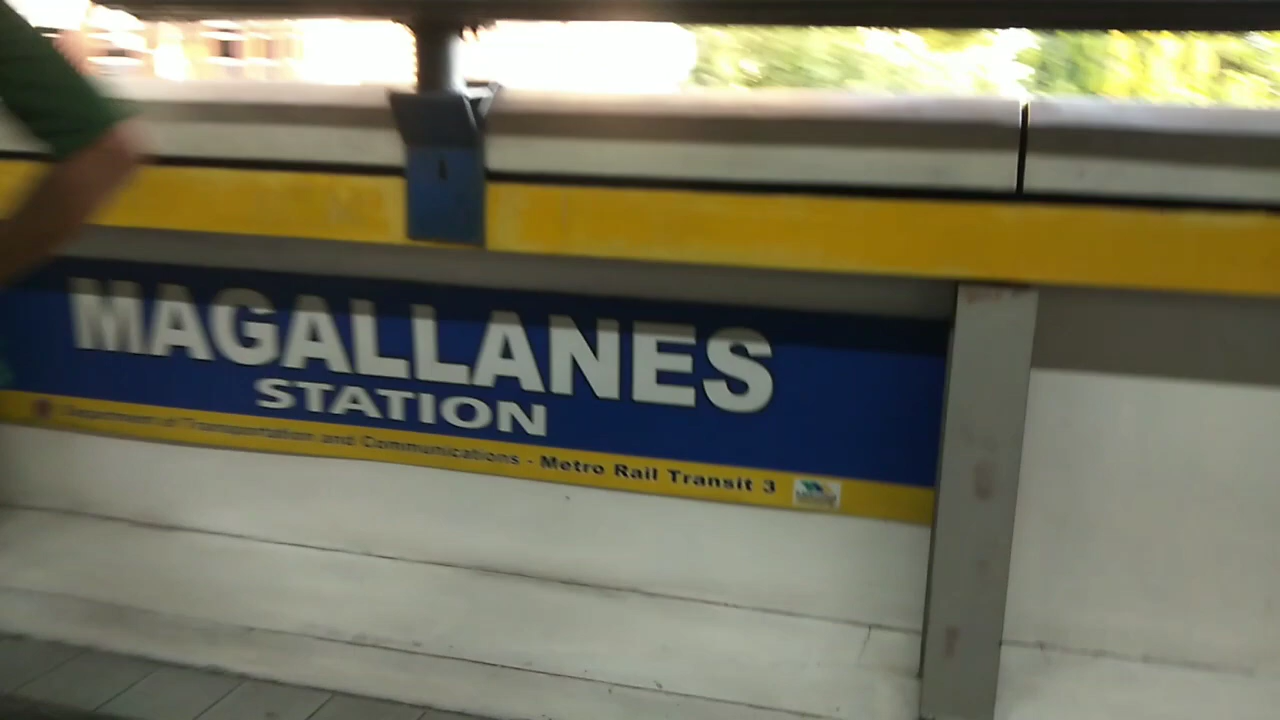 MAGALLANES
STATION
Department of Transportation and Communications - Metro Rail Transit 3